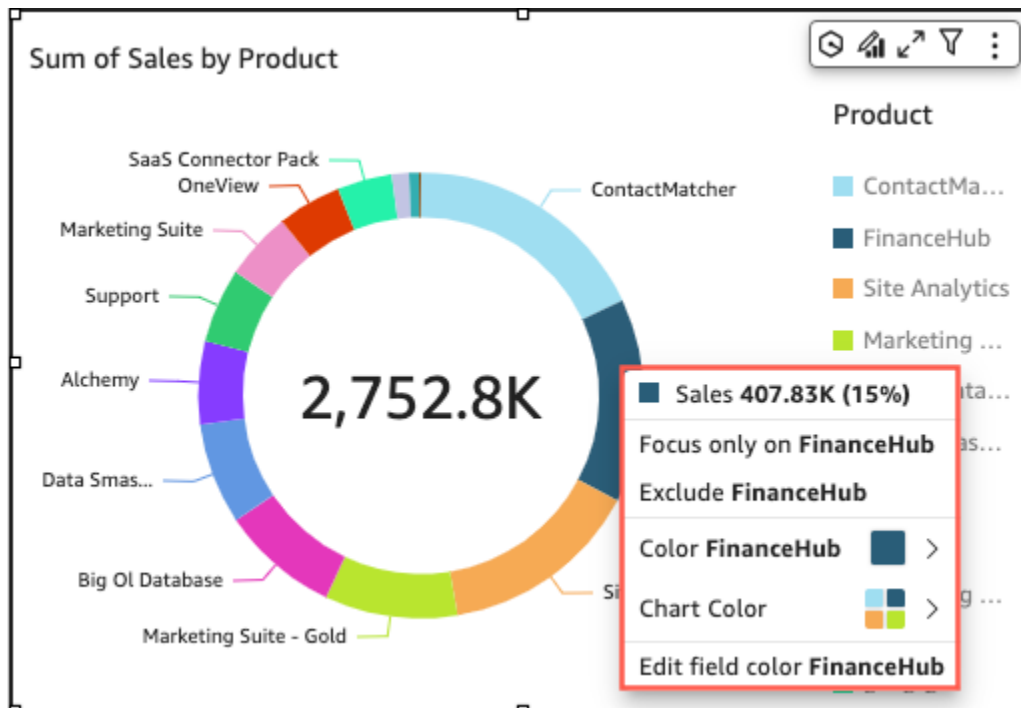 Sum of Sales by Product
Product
SaaS Connector Pack
OneView
ContactMatcher
ContactMa...
Marketing Suite
FinanceHub
Support
Site Analytics
Marketing ...
Alchemy
2,752.8K
Sales 407.83K (15%)
Focus only on FinanceHub
Data Smas...
Exclude FinanceHub
Color FinanceHub
Big Ol Database
Chart Color
Marketing Suite - Gold
Edit field color FinanceHub